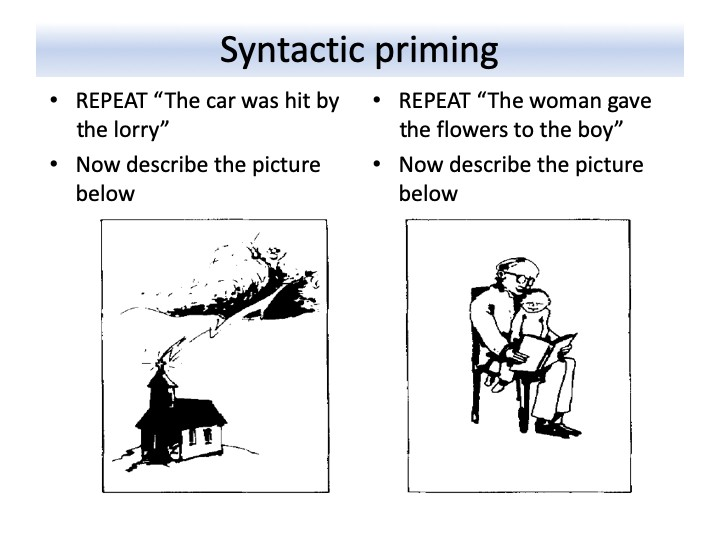 Syntactic priming
• REPEAT “The car was hit by
the lorry”
• Now describe the picture
below
• REPEAT “The woman gave
the flowers to the boy”
• Now describe the picture
below